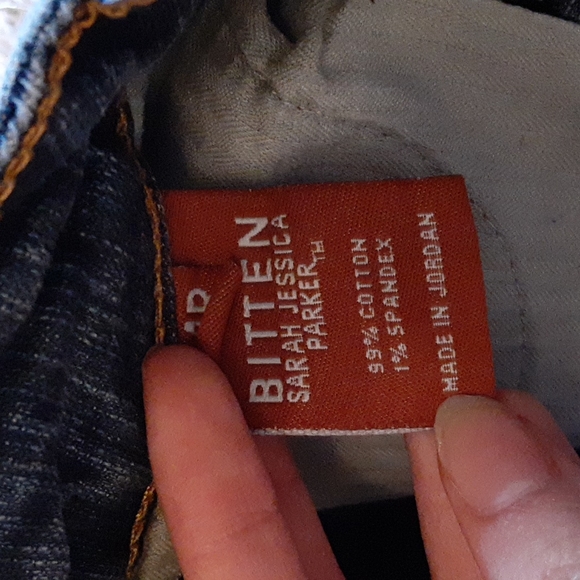 BITTEN
SARAH JESSICA
PARKER TM
99% COTTON
1% SPANDEX
MADE IN JORDAN